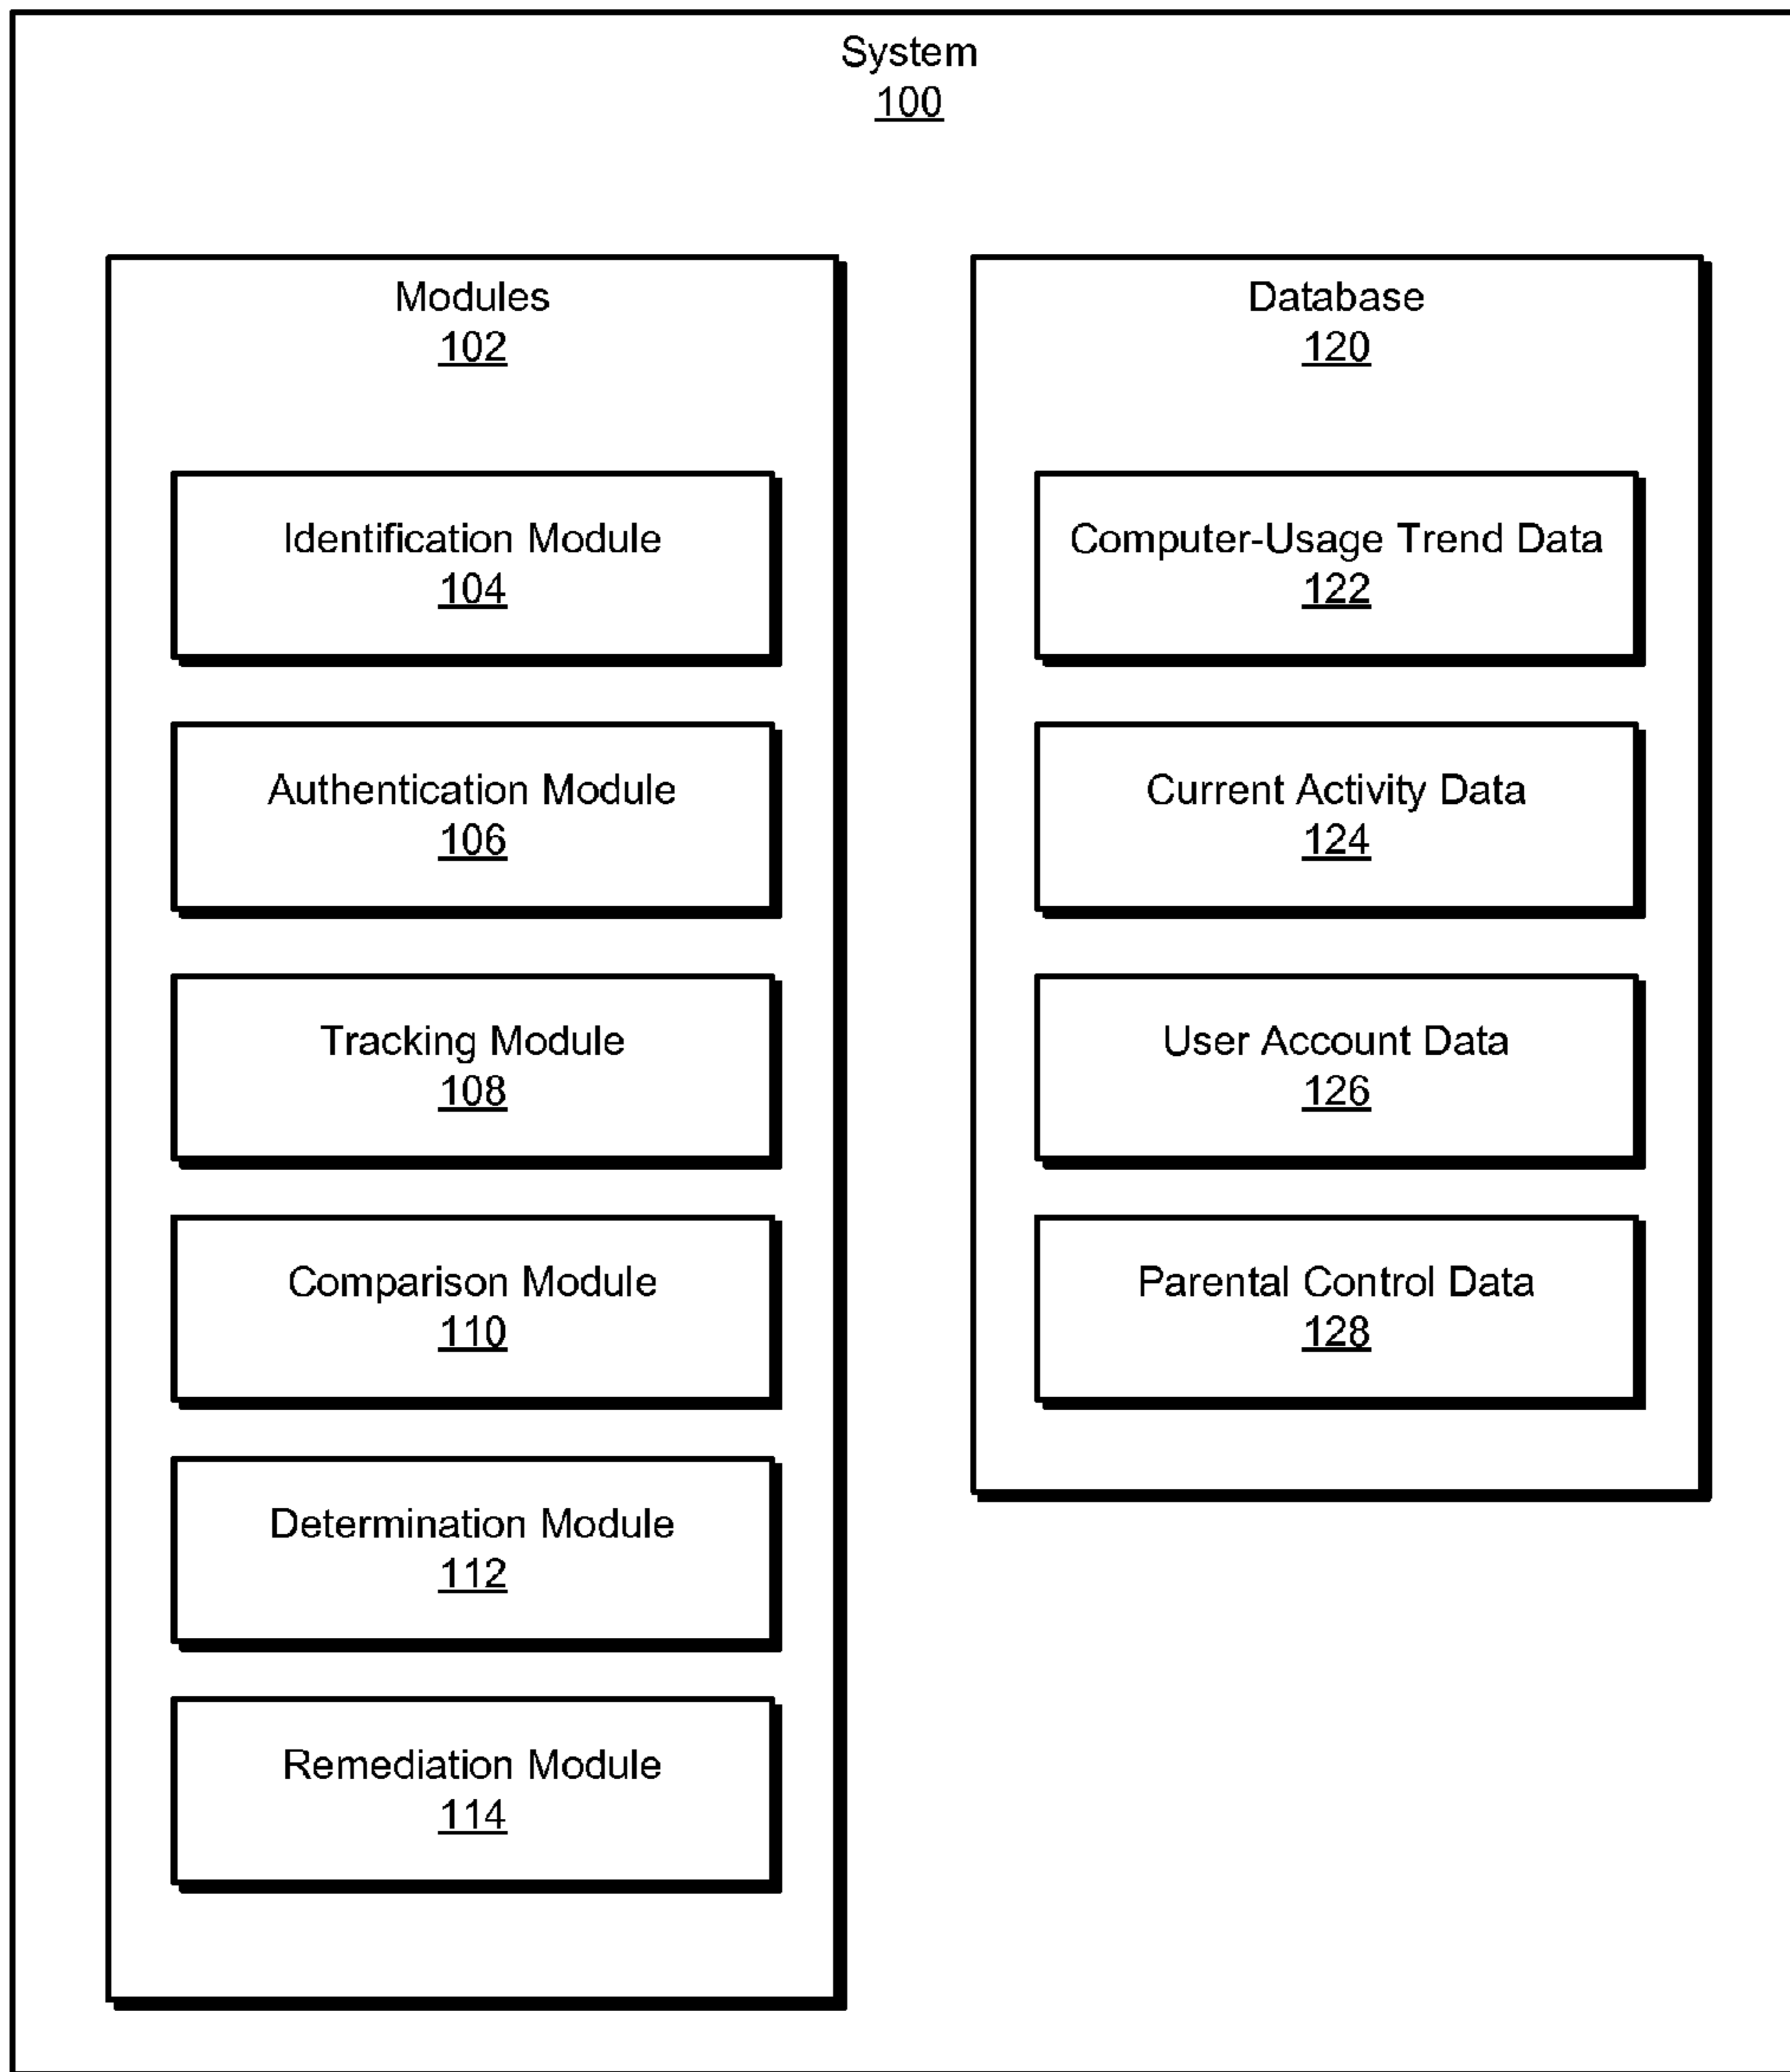 System
100
Modules
102
Identification Module
104
Authentication Module
106
Tracking Module
108
Comparison Module
110
Determination Module
112
Remediation Module
114
Database
120
Computer-Usage Trend Data
122
Current Activity Data
124
User Account Data
126
Parental Control Data
128